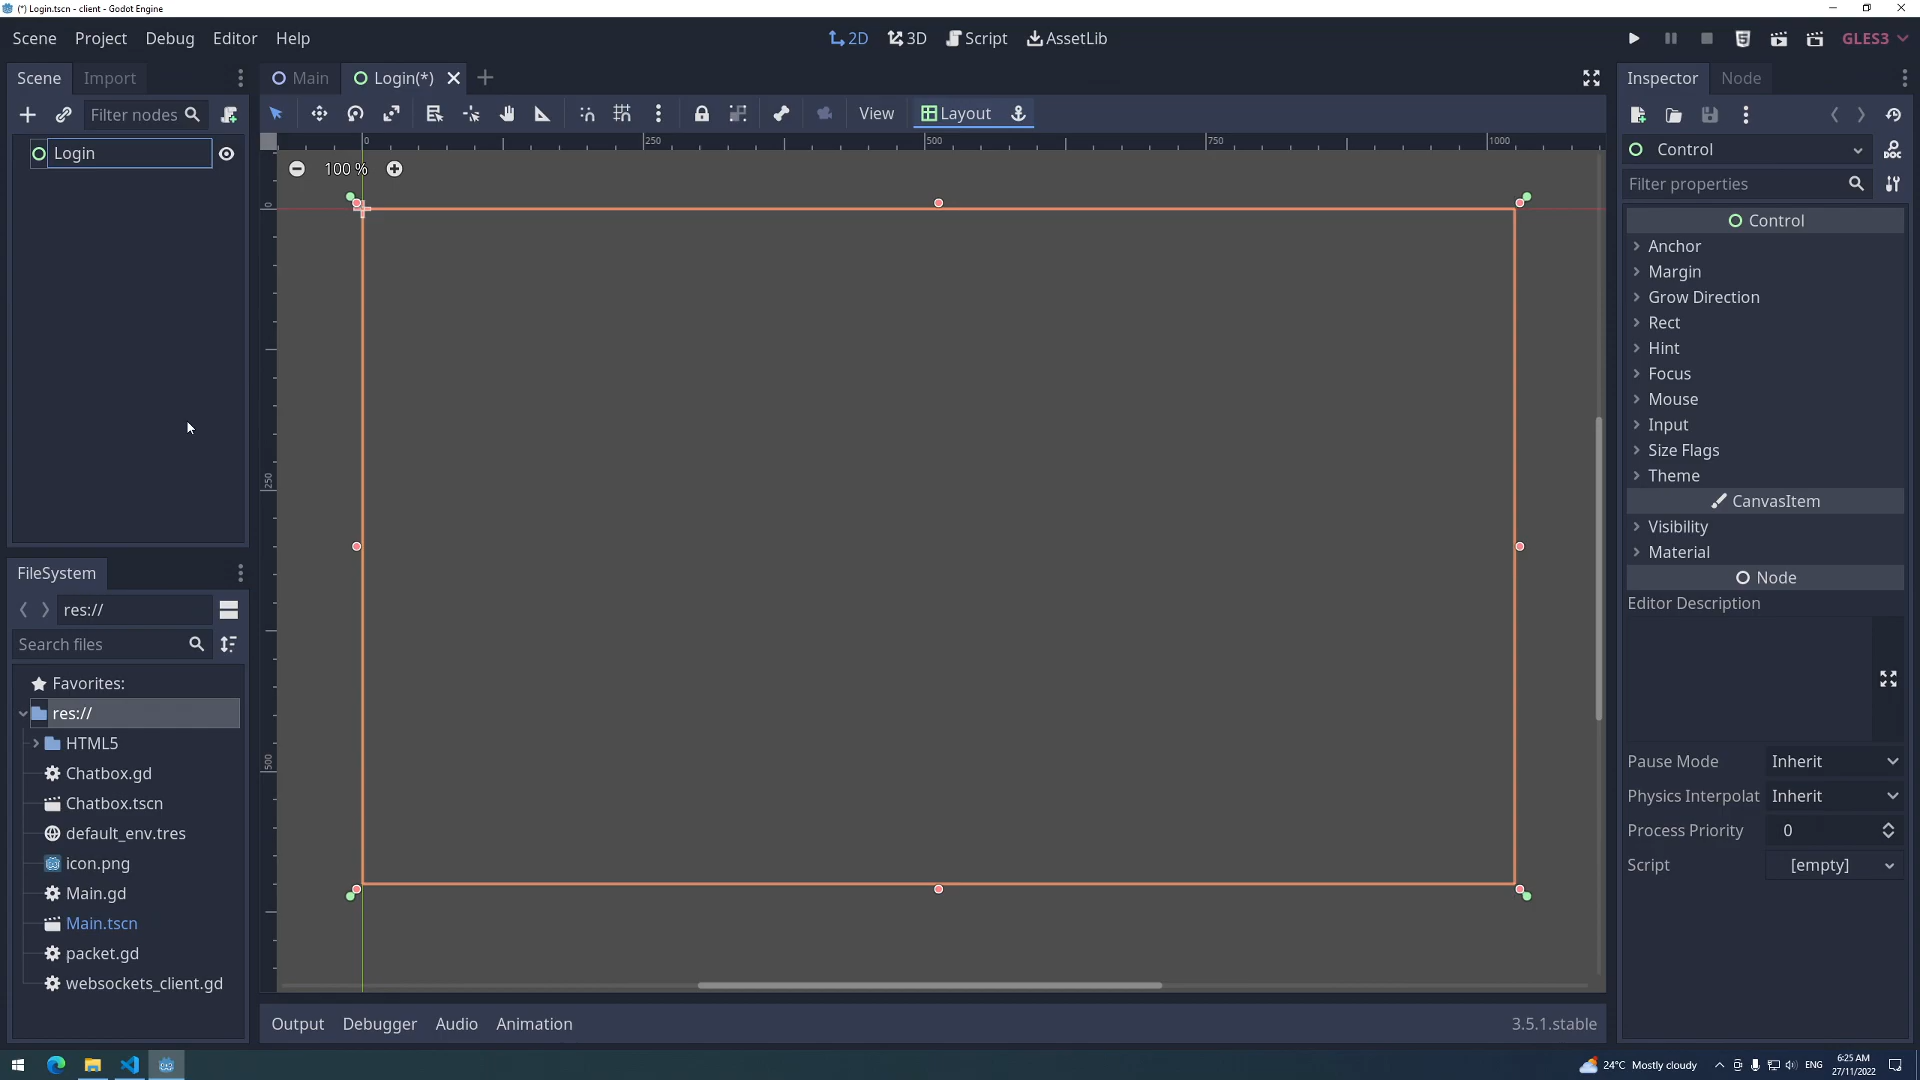 (*) Login.tscn - client - Godot Engine
Scene Project Debug Editor Help
2D 3D Script AssetLib
GLES3
Scene Import
Main Login(*)
Inspector Node
Filter nodes
View Layout
0 250 500 750 1000
Login
100 %
Control
Filter properties
Control
Anchor
Margin
Grow Direction
Rect
Hint
Focus
Mouse
Input
Size Flags
Theme
CanvasItem
Visibility
Material
Node
Editor Description
0
250
500
FileSystem
res://
Search files
Favorites:
res://
HTML5
Chatbox.gd
Chatbox.tscn
default_env.tres
icon.png
Main.gd
Main.tscn
packet.gd
websockets_client.gd
Pause Mode Inherit
Physics Interpolat Inherit
Process Priority 0
Script [empty]
Output Debugger Audio Animation
3.5.1.stable
24°C Mostly cloudy
ENG
6:25 AM
27/11/2022